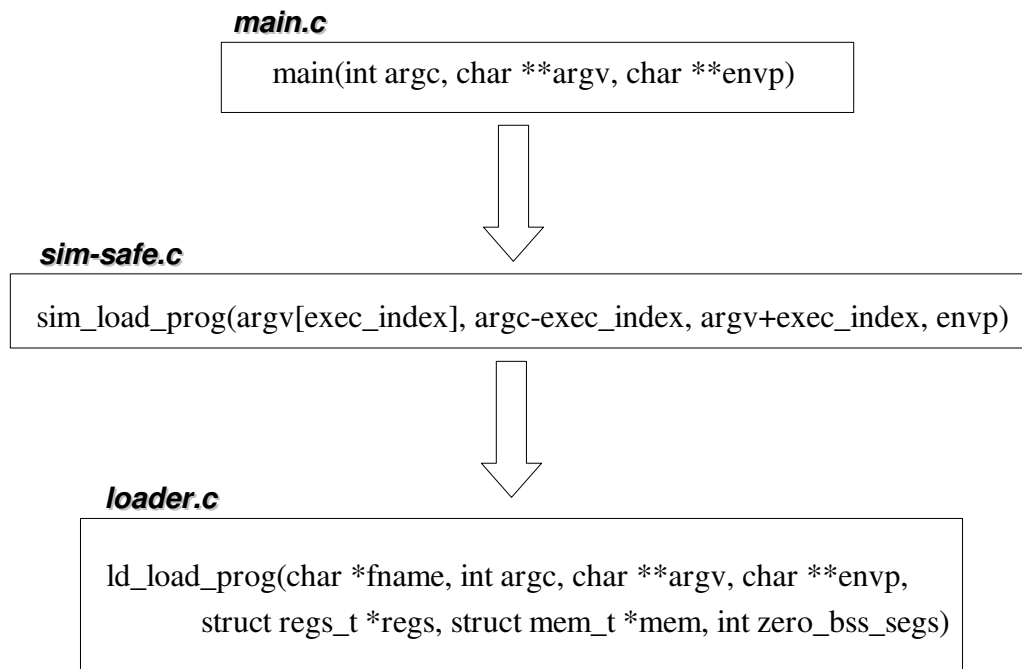 main.c
main(int argc, char **argv, char **envp)
sim-safe.c
sim_load_prog(argv[exec_index], argc-exec_index, argv+exec_index, envp)
loader.c
ld_load_prog(char *fname, int argc, char **argv, char **envp,
struct regs_t *regs, struct mem_t *mem, int zero_bss_segs)